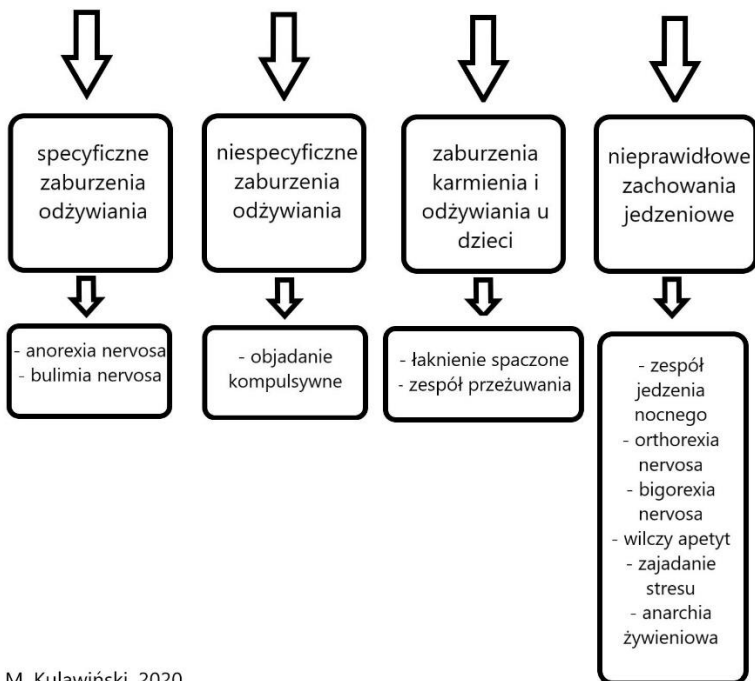 specyficzne
zaburzenia
odżywiania
niespecyficzne
zaburzenia
odżywiania
zaburzenia
karmienia i
odżywiania u
dzieci
nieprawidłowe
zachowania
jedzeniowe
- anorexia nervosa
- bulimia nervosa
- objadanie
kompulsywne
- łaknienie spaczone
- zespół przeżuwania
- zespół
jedzenia
nocnego
- orthorexia
nervosa
- bigorexia
nervosa
- wilczy apetyt
- zajadanie
stresu
- anarchia
żywieniowa
M. Kulawiński, 2020